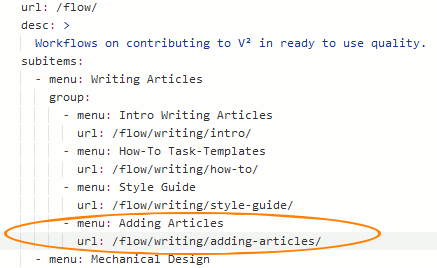 url: /flow/
desc: >
Workflows on contributing to V² in ready to use quality.
subitems:
- menu: Writing Articles
group:
- menu: Intro Writing Articles
url: /flow/writing/intro/
- menu: How-To Task-Templates
url: /flow/writing/how-to/
- menu: Style Guide
url: /flow/writing/style-guide/
- menu: Adding Articles
url: /flow/writing/adding-articles/
- menu: Mechanical Design